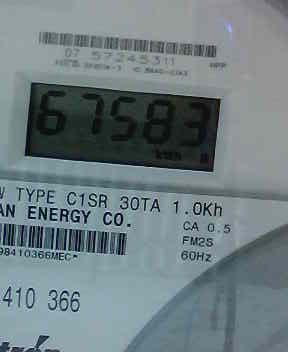 07 57245311
67583
kWh
W TYPE C1SR 30TA 1.0Kh
AN ENERGY CO.
CA 0.5
FM2S
60Hz
98410366MEC*
410 366